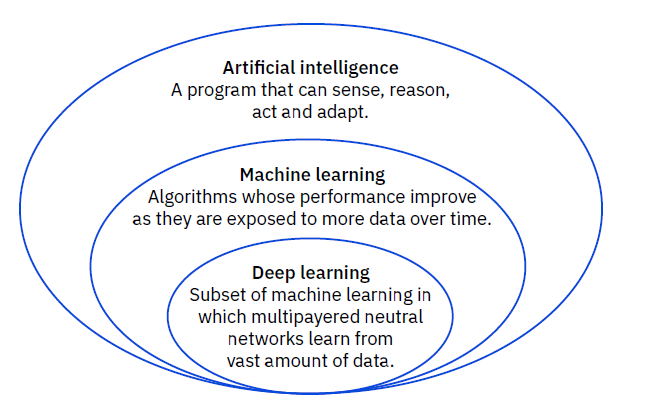 Artificial intelligence
A program that can sense, reason,
act and adapt.
Machine learning
Algorithms whose performance improve
as they are exposed to more data over time.
Deep learning
Subset of machine learning in
which multipayered neutral
networks learn from
vast amount of data.